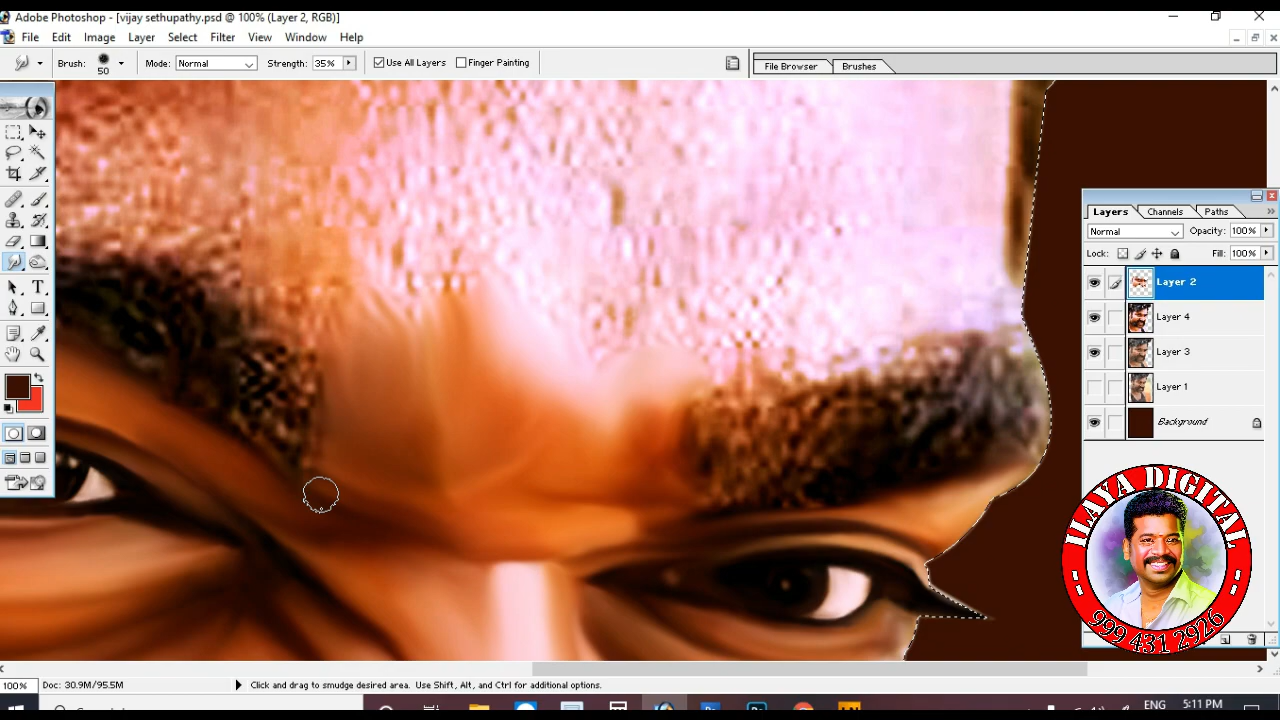 Adobe Photoshop - [vijay sethupathy.psd @ 100% (Layer 2, RGB)]
File Edit Image Layer Select Filter View Window Help
Brush: 50 Mode: Normal Strength: 35% Use All Layers Finger Painting File Browser Brushes
Layers Channels Paths
Normal Opacity: 100%
Lock: Fill: 100%
Layer 2
Layer 4
Layer 3
Layer 1
Background
ILAYA DIGITAL
999 431 2926
100% Doc: 30.9M/95.5M Click and drag to smudge desired area. Use Shift, Alt, and Ctrl for additional options.
ENG 5:11 PM